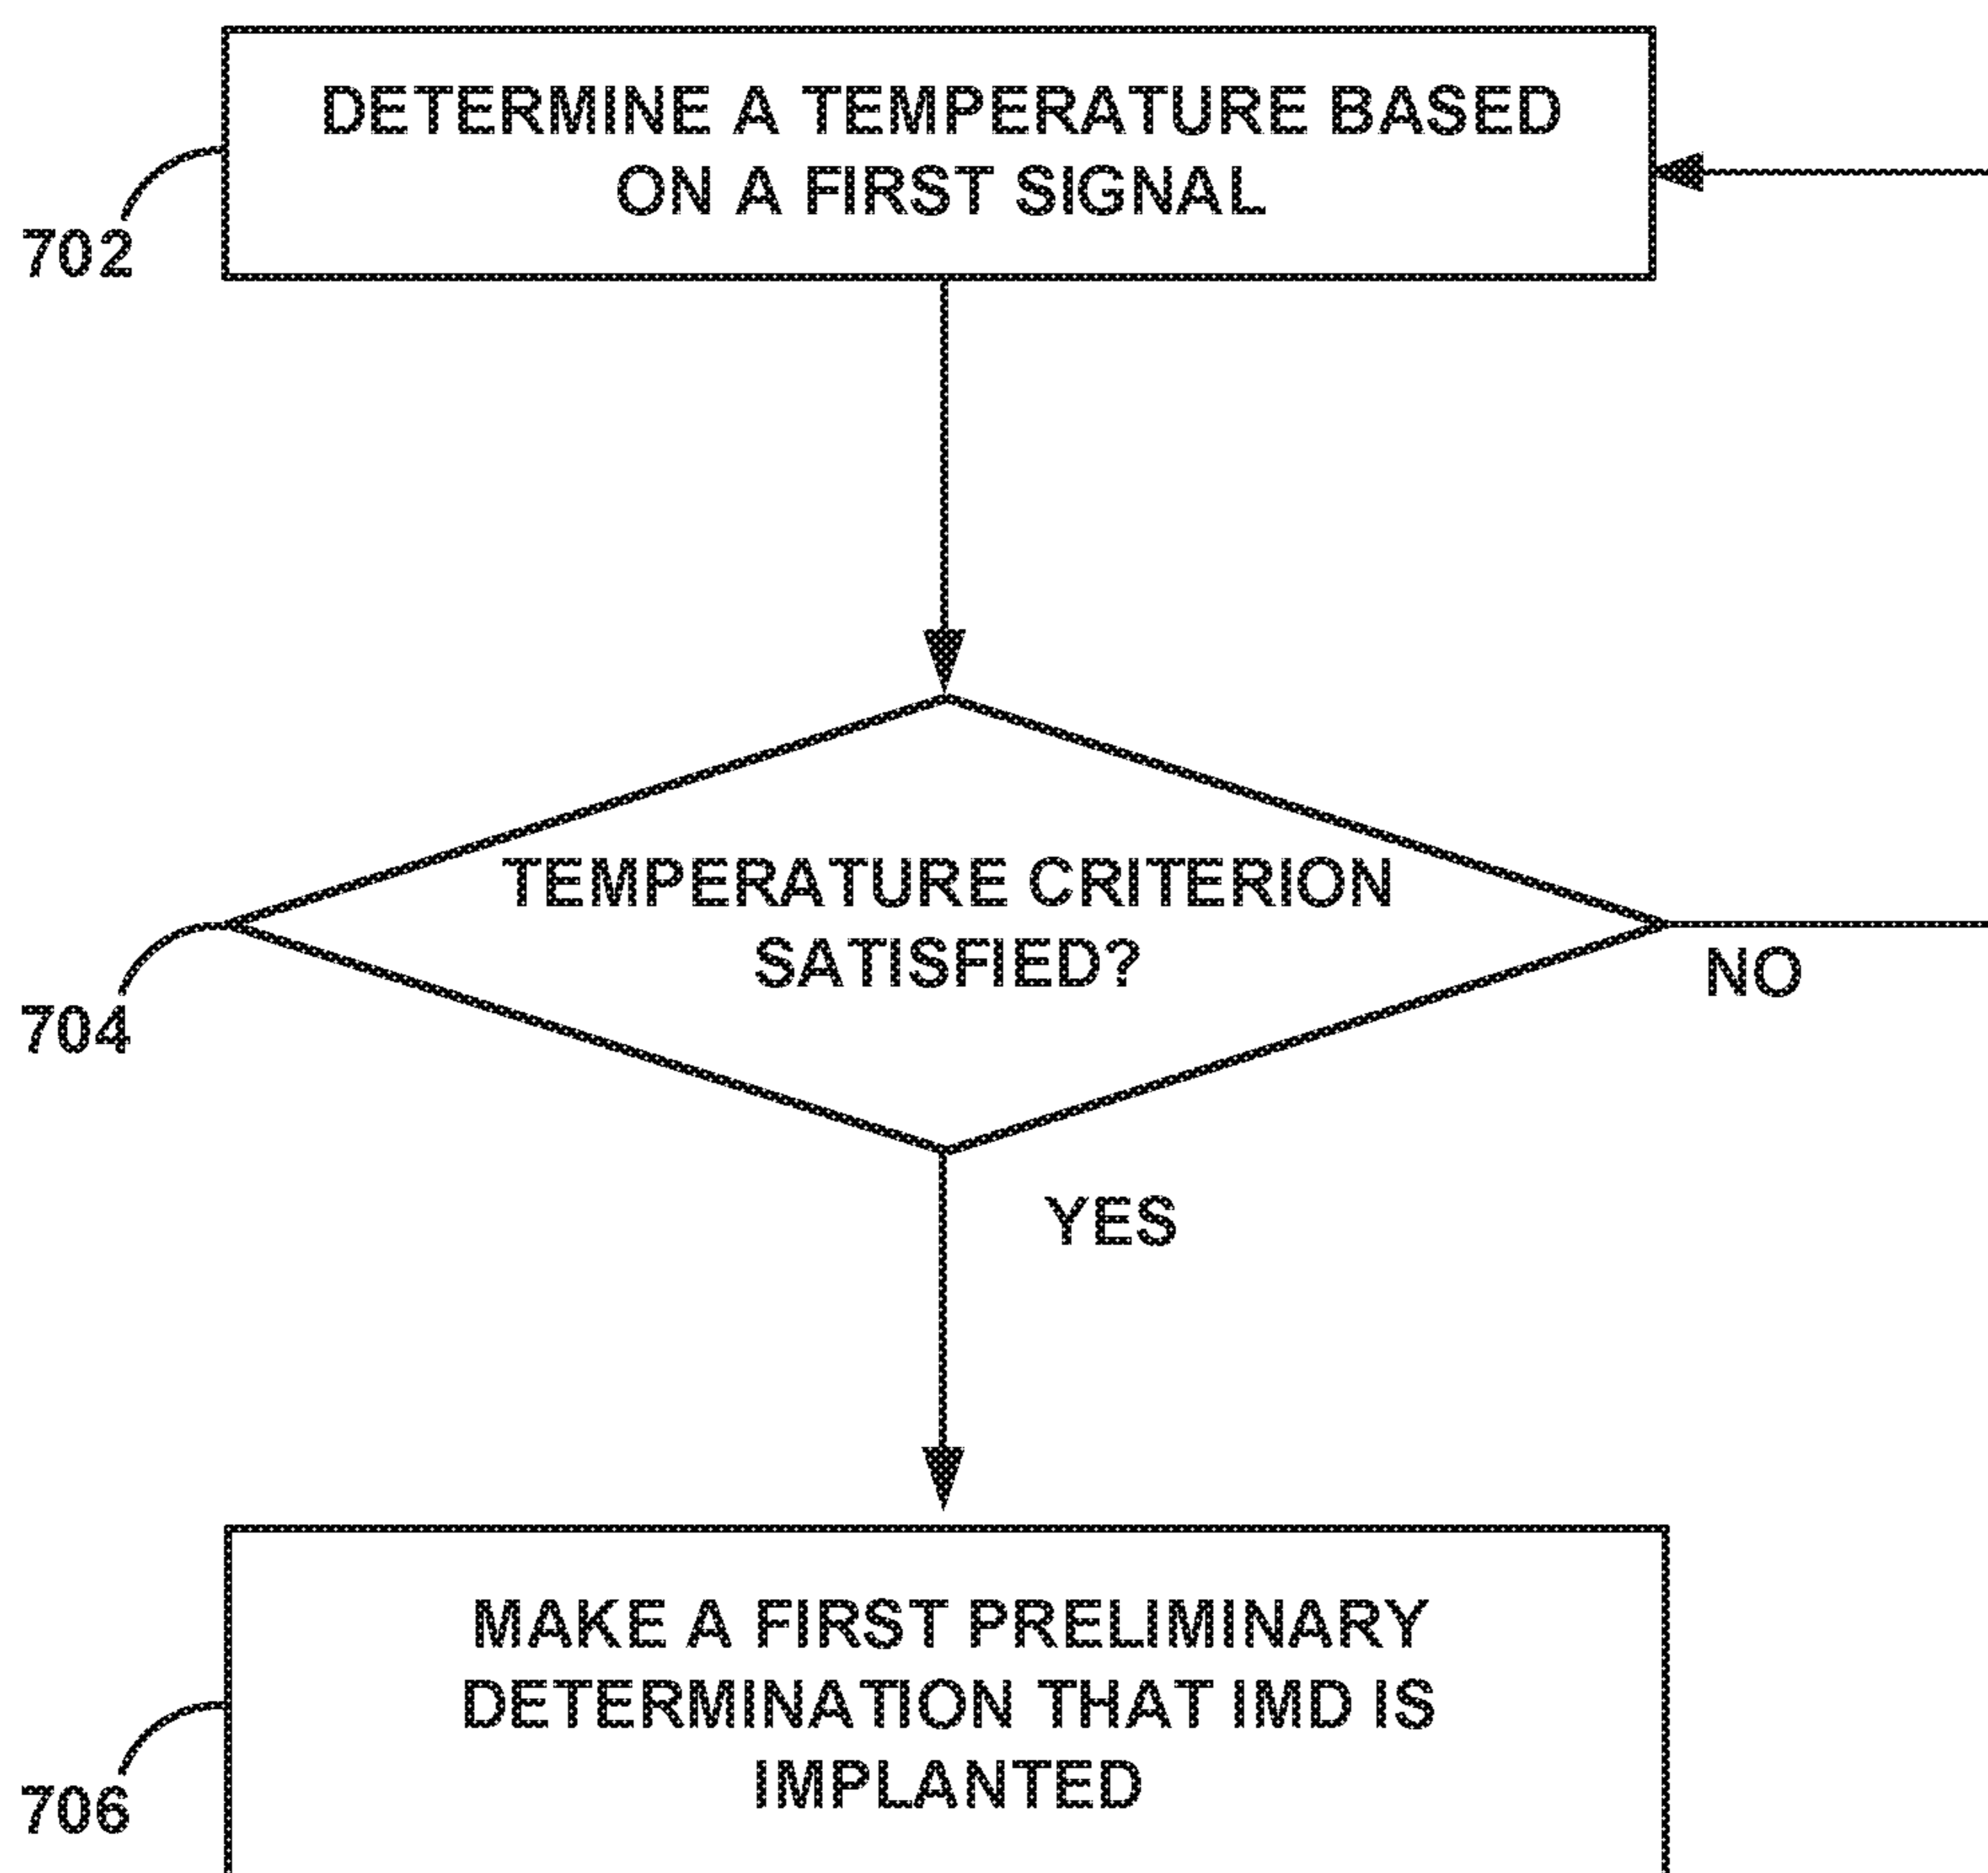 DETERMINE A TEMPERATURE BASED
ON A FIRST SIGNAL
702
TEMPERATURE CRITERION
SATISFIED?
NO
704
YES
MAKE A FIRST PRELIMINARY
DETERMINATION THAT IMD IS
IMPLANTED
706